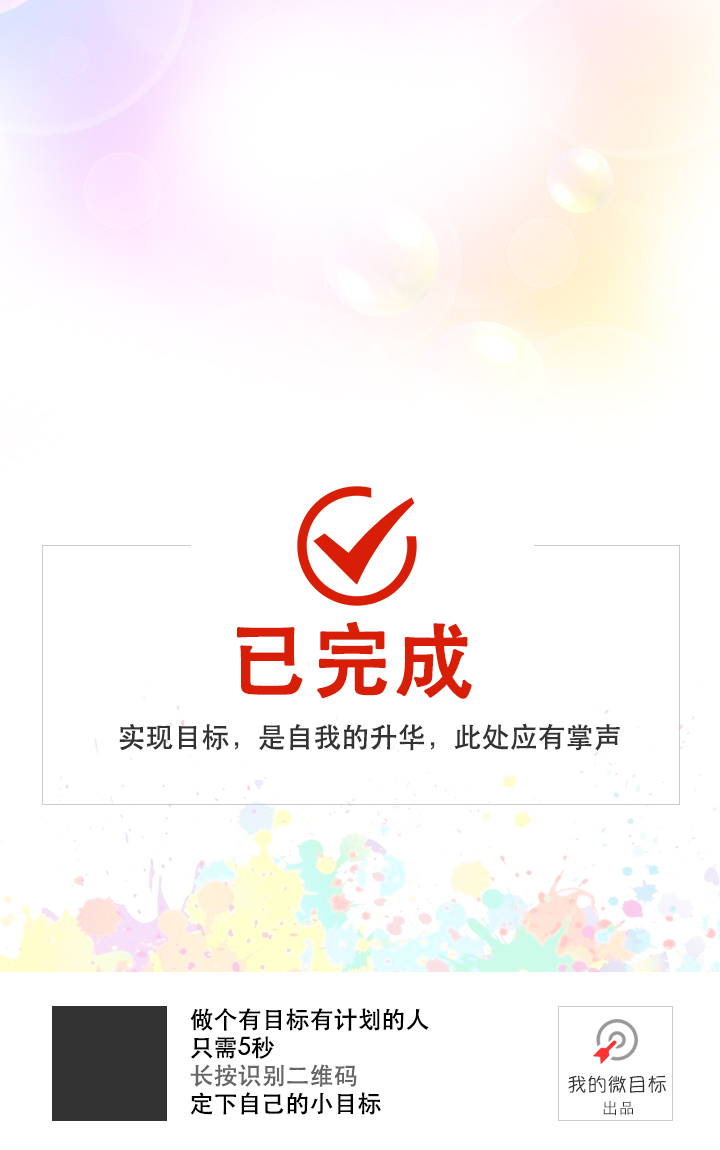 已完成
实现目标，是自我的升华，此处应有掌声
做个有目标有计划的人
只需5秒
长按识别二维码
定下自己的小目标
我的微目标
出品